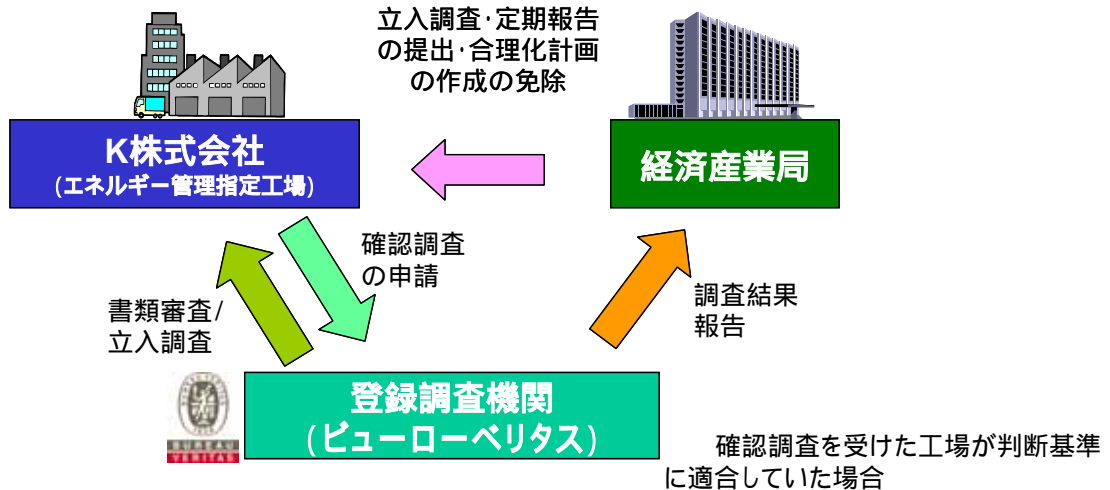 立入調査・定期報告
の提出・合理化計画
の作成の免除
K株式会社
(エネルギー管理指定工場)
経済産業局
確認調査
の申請
書類審査/
立入調査
調査結果
報告
登録調査機関
(ビューローベリタス)
BUREAU
VERITAS
確認調査を受けた工場が判断基準
に適合していた場合